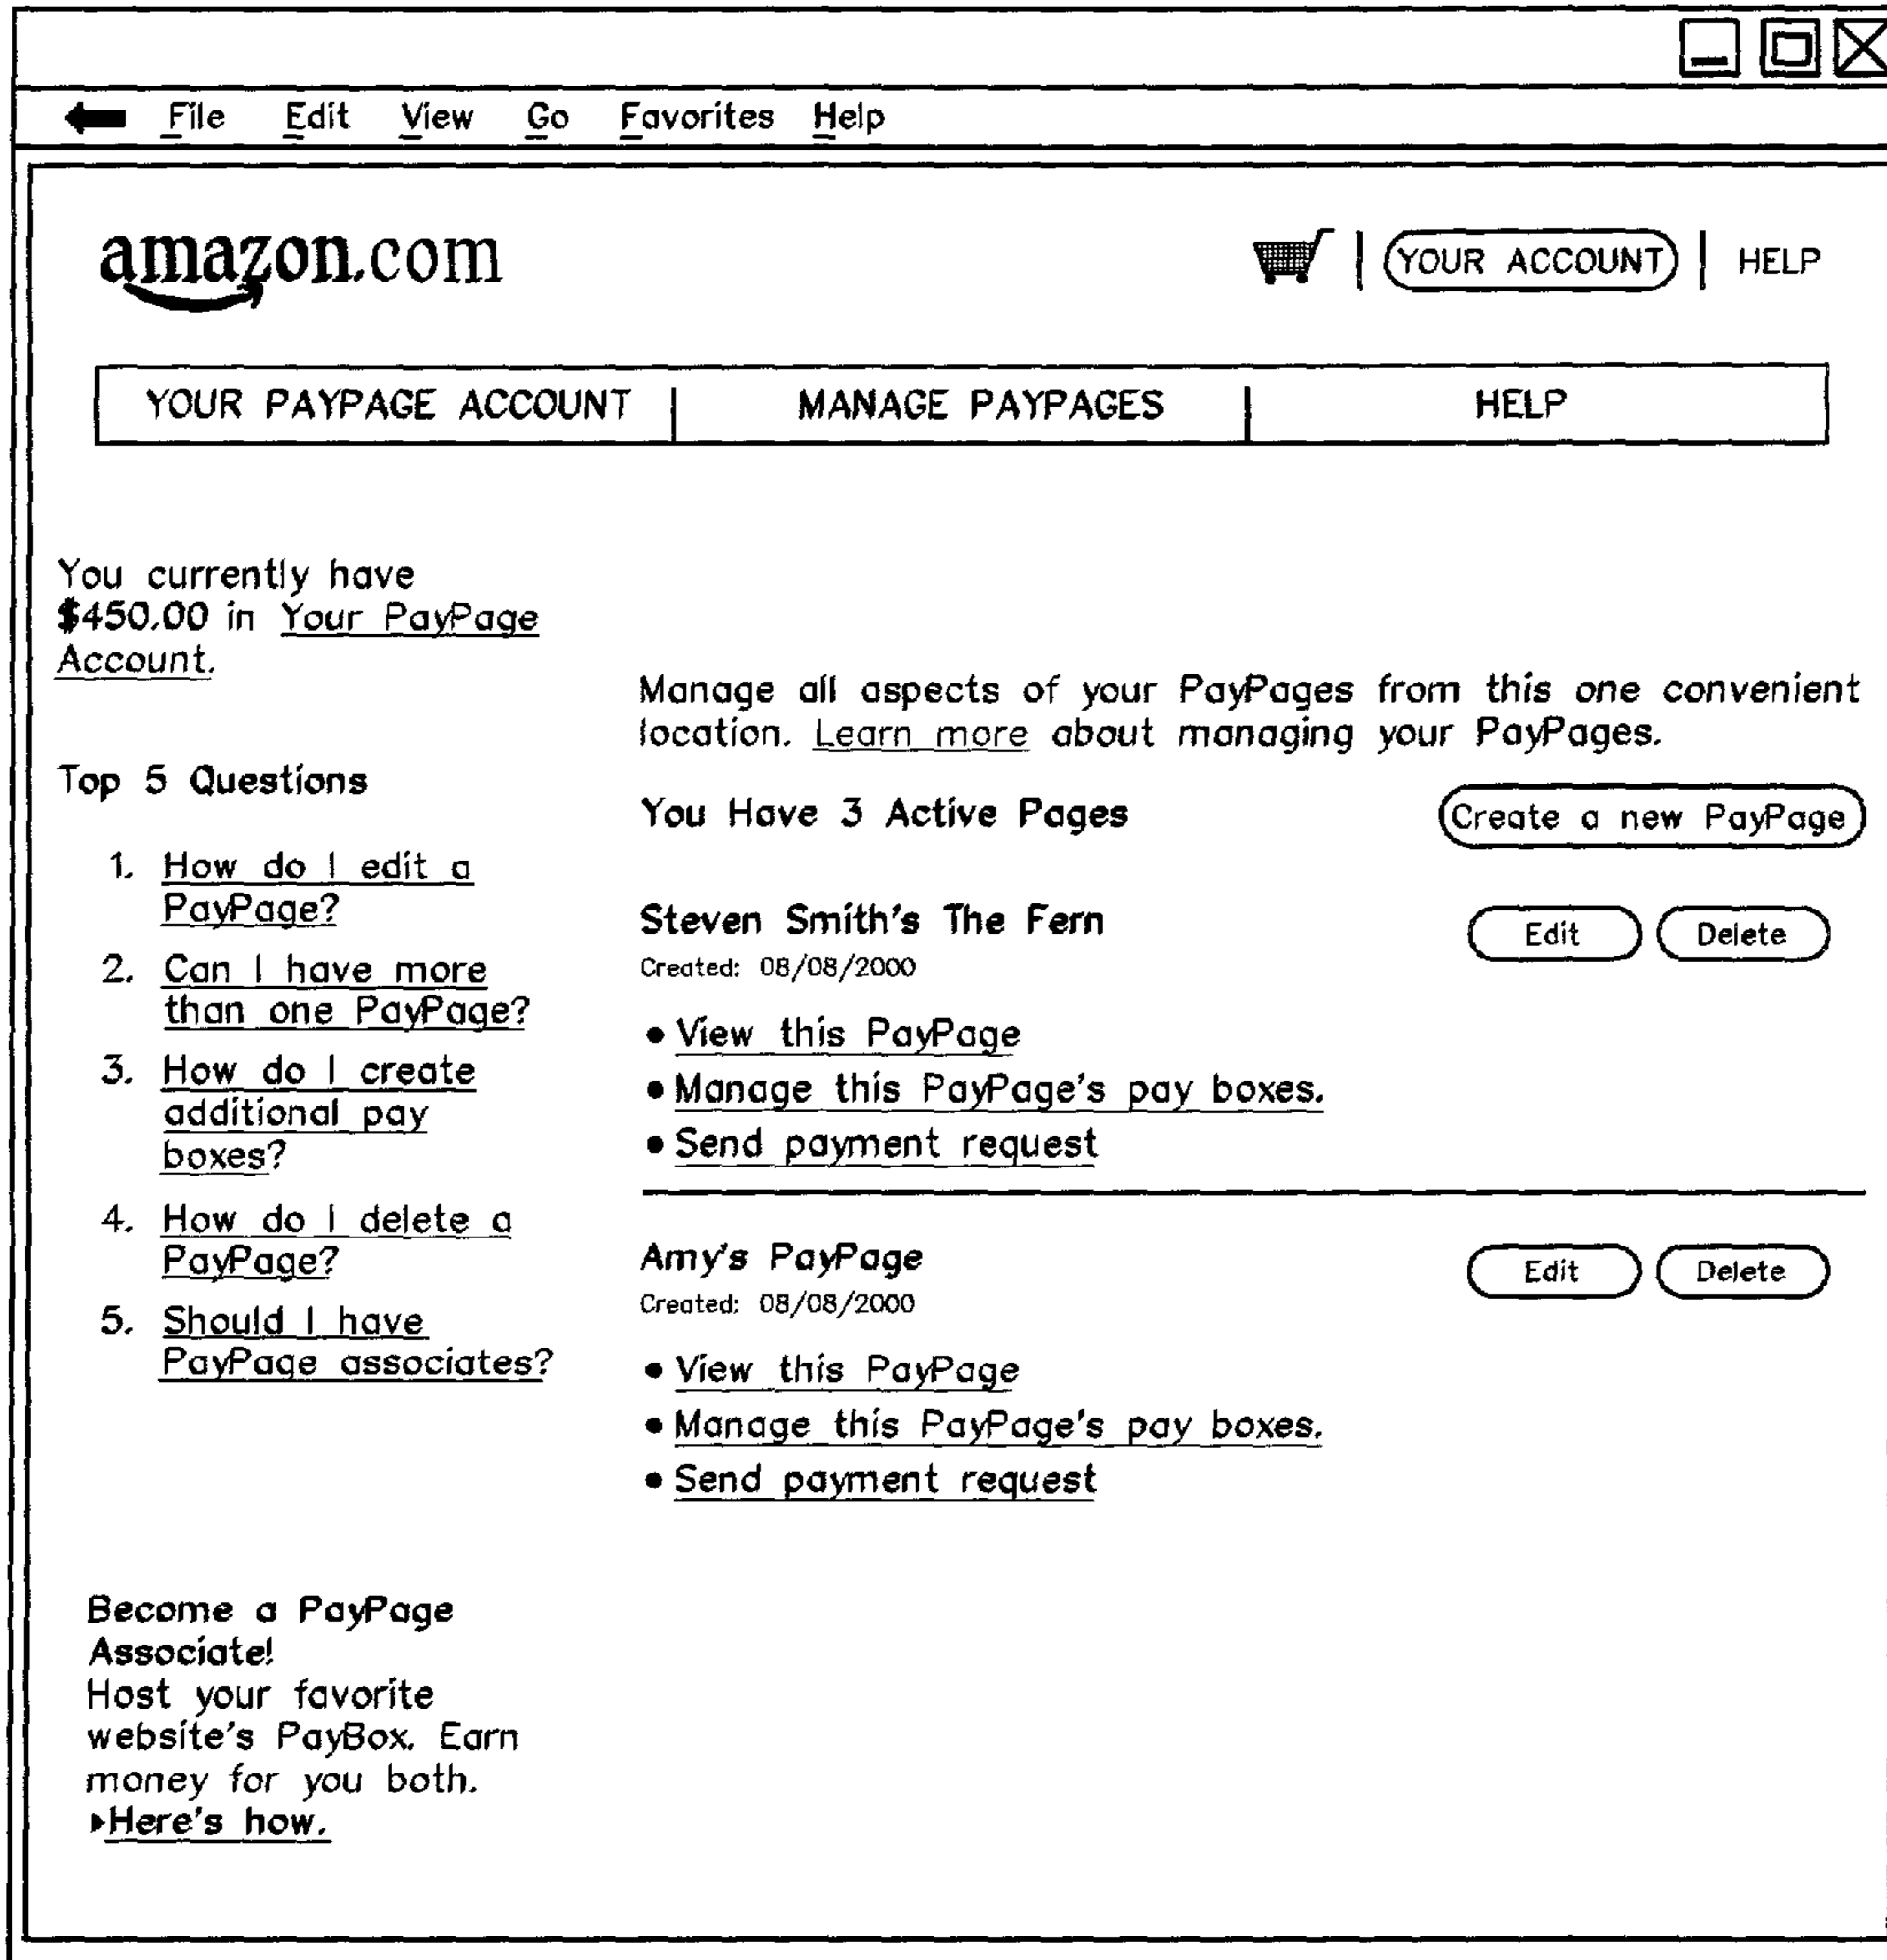 File Edit View Go Favorites Help
amazon.com
YOUR ACCOUNT | HELP
YOUR PAYPAGE ACCOUNT | MANAGE PAYPAGES | HELP
You currently have
$450.00 in Your PayPage
Account.
Top 5 Questions
1. How do I edit a
PayPage?
2. Can I have more
than one PayPage?
3. How do I create
additional pay
boxes?
4. How do I delete a
PayPage?
5. Should I have
PayPage associates?
Become a PayPage
Associate!
Host your favorite
website's PayBox. Earn
money for you both.
Here's how.
Manage all aspects of your PayPages from this one convenient
location. Learn more about managing your PayPages.
You Have 3 Active Pages
Create a new PayPage
Steven Smith's The Fern
Edit Delete
Created: 08/08/2000
• View this PayPage
• Manage this PayPage's pay boxes.
• Send payment request
Amy's PayPage
Edit Delete
Created: 08/08/2000
• View this PayPage
• Manage this PayPage's pay boxes.
• Send payment request